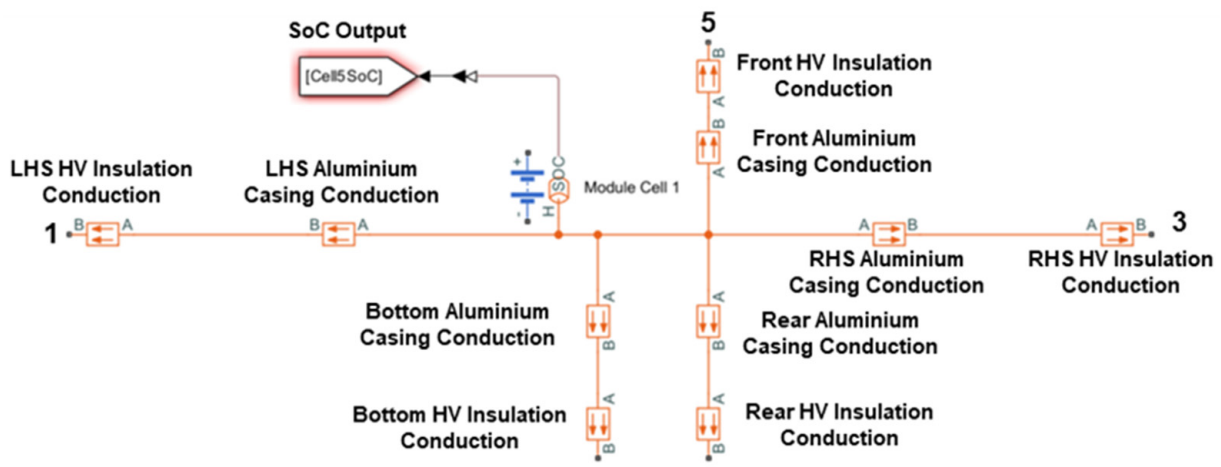 SoC Output
[Cell5SoC]
5
B
Front HV Insulation
Conduction
A
B
Front Aluminium
Casing Conduction
A
LHS HV Insulation
Conduction
LHS Aluminium
Casing Conduction
+
-
SOC
H
Module Cell 1
1
B
A
B
A
A
B
A
B
3
RHS Aluminium
Casing Conduction
RHS HV Insulation
Conduction
Bottom Aluminium
Casing Conduction
A
B
A
B
Rear Aluminium
Casing Conduction
Bottom HV Insulation
Conduction
A
B
A
B
Rear HV Insulation
Conduction